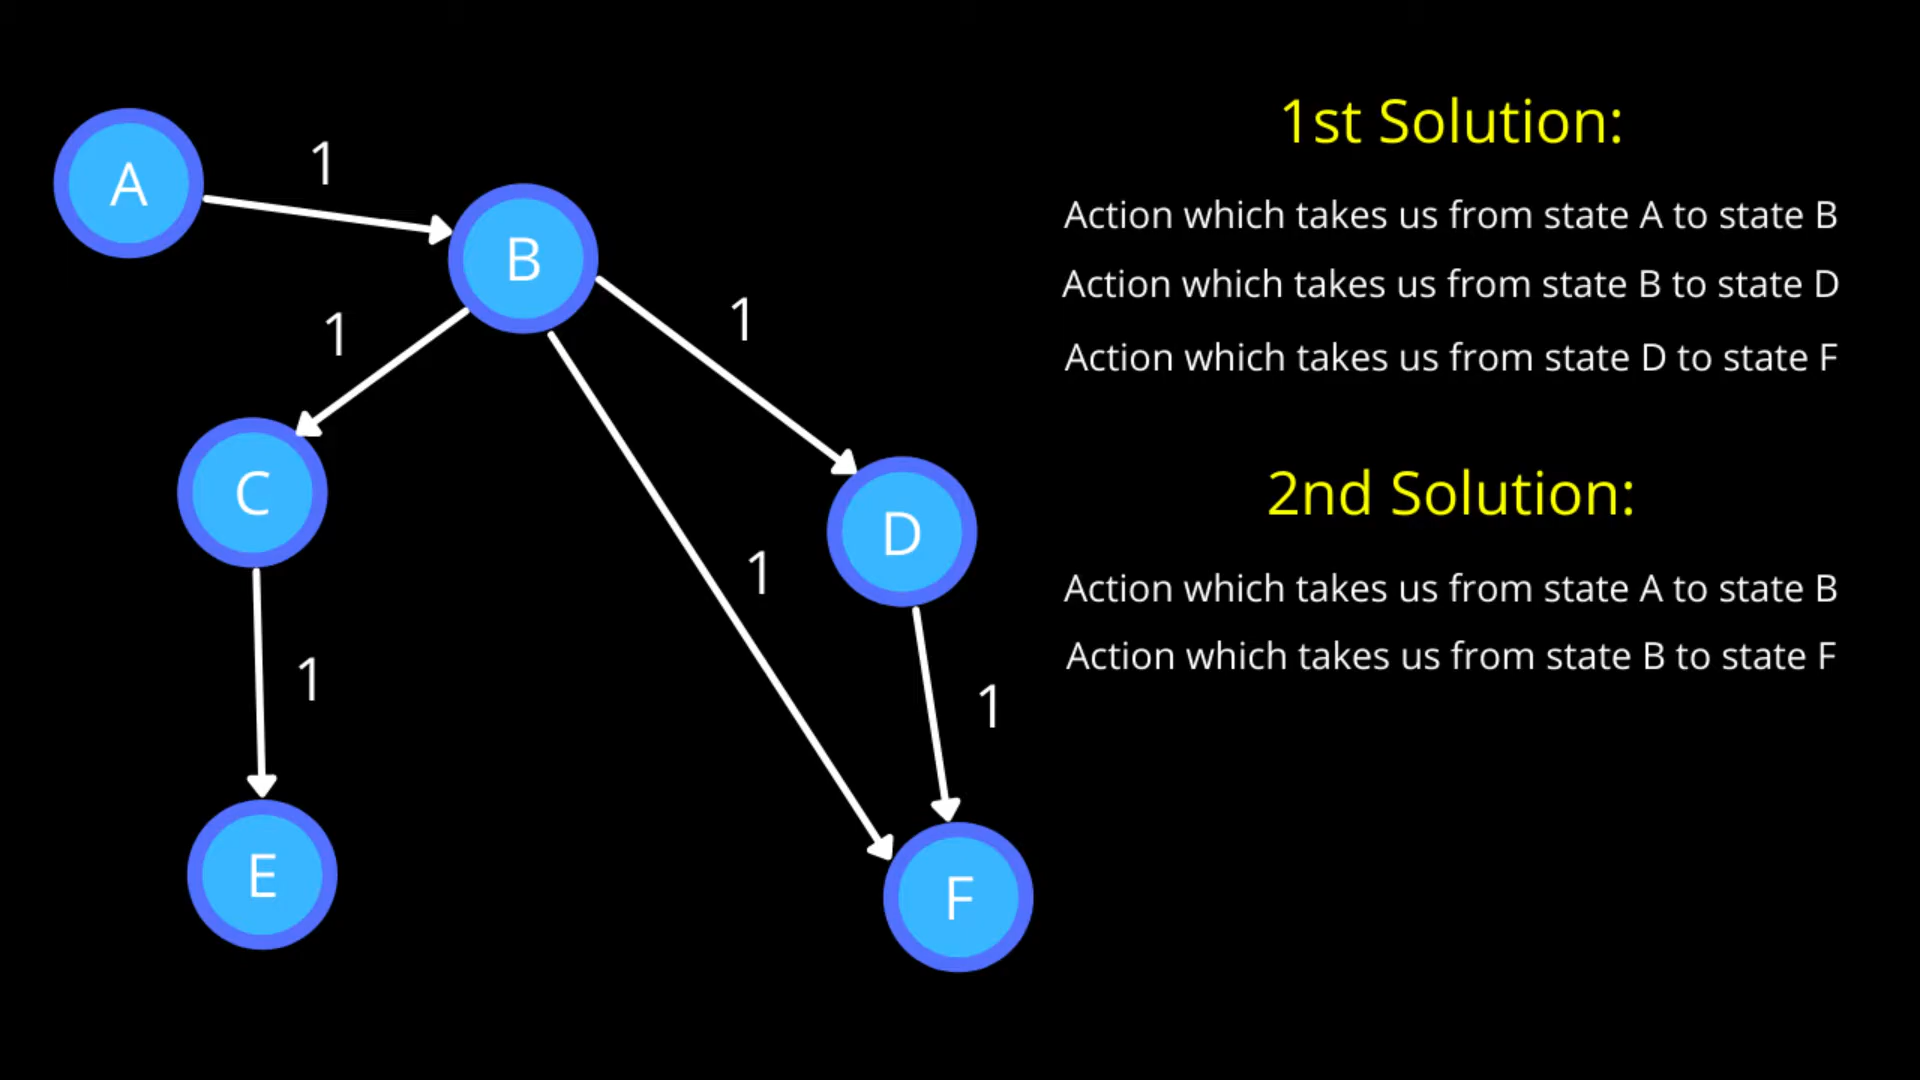 A
1
B
1
1
C
D
1
1
1
E
F
1st Solution:
Action which takes us from state A to state B
Action which takes us from state B to state D
Action which takes us from state D to state F
2nd Solution:
Action which takes us from state A to state B
Action which takes us from state B to state F